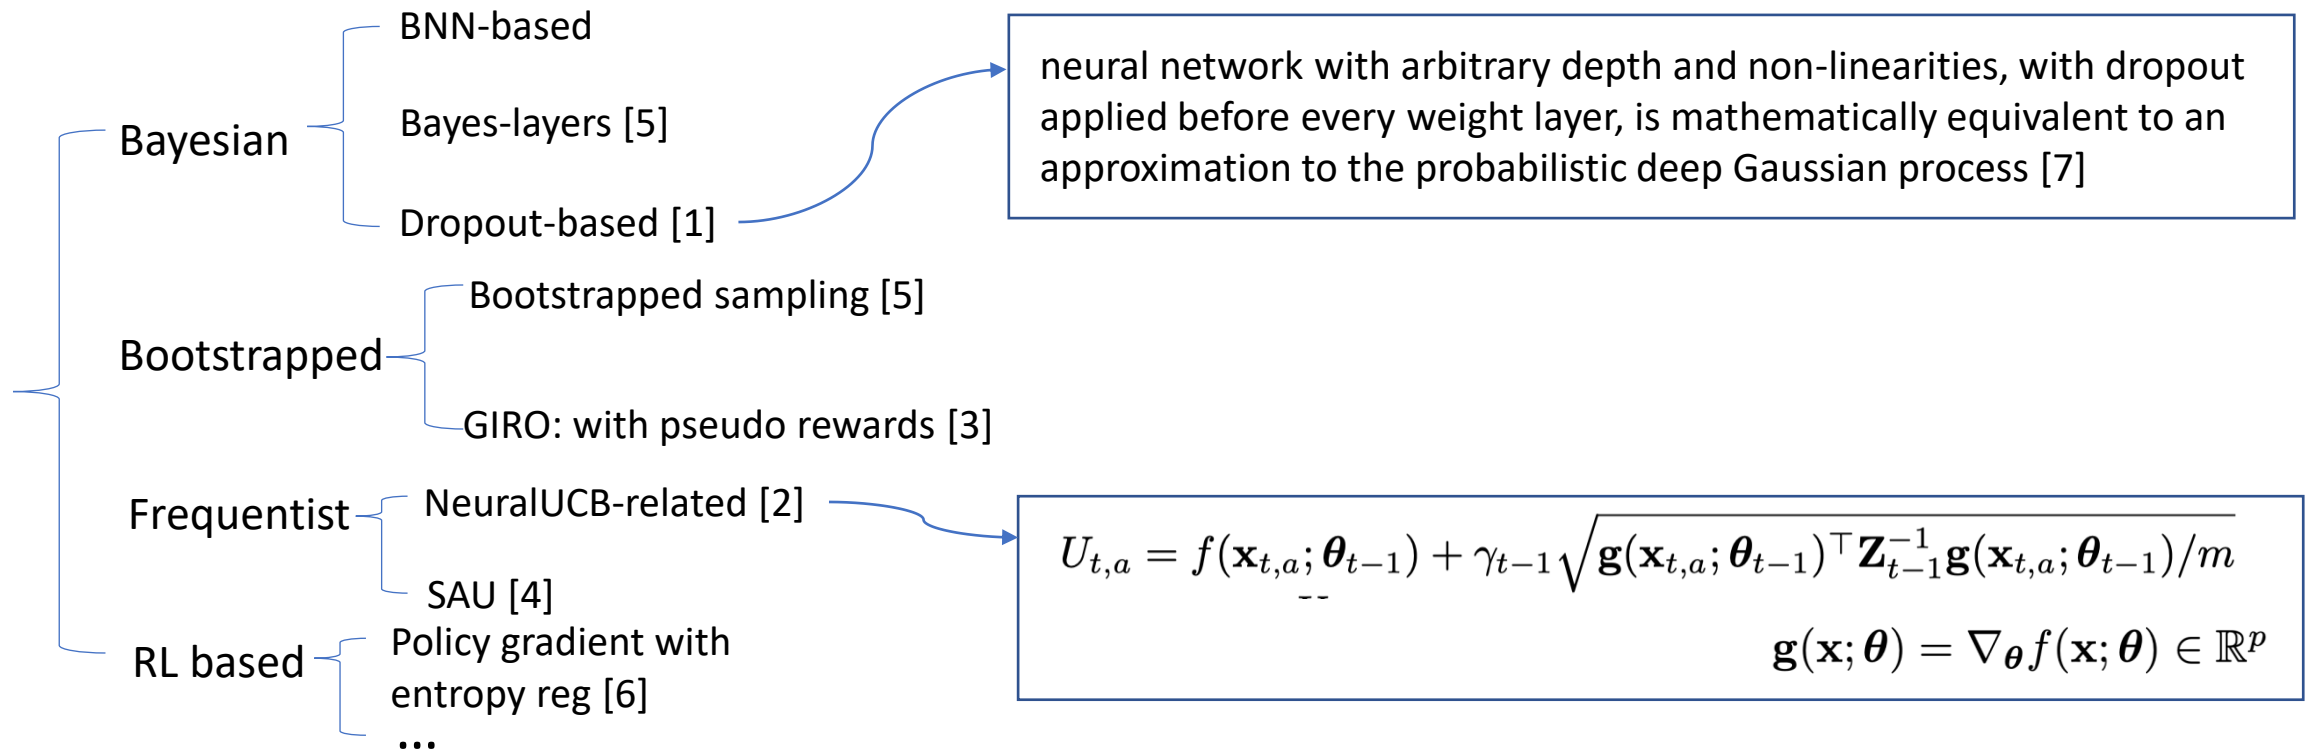 Bayesian
BNN-based
Bayes-layers [5]
Dropout-based [1]
neural network with arbitrary depth and non-linearities, with dropout
applied before every weight layer, is mathematically equivalent to an
approximation to the probabilistic deep Gaussian process [7]
Bootstrapped
Bootstrapped sampling [5]
GIRO: with pseudo rewards [3]
Frequentist
NeuralUCB-related [2]
SAU [4]
U_{t,a} = f(x_{t,a}; θ_{t−1}) + γ_{t−1}√(g(x_{t,a}; θ_{t−1})^⊤ Z_{t−1}^{−1} g(x_{t,a}; θ_{t−1})/m)
g(x; θ) = ∇_θ f(x; θ) ∈ ℝ^p
RL based
Policy gradient with
entropy reg [6]
...